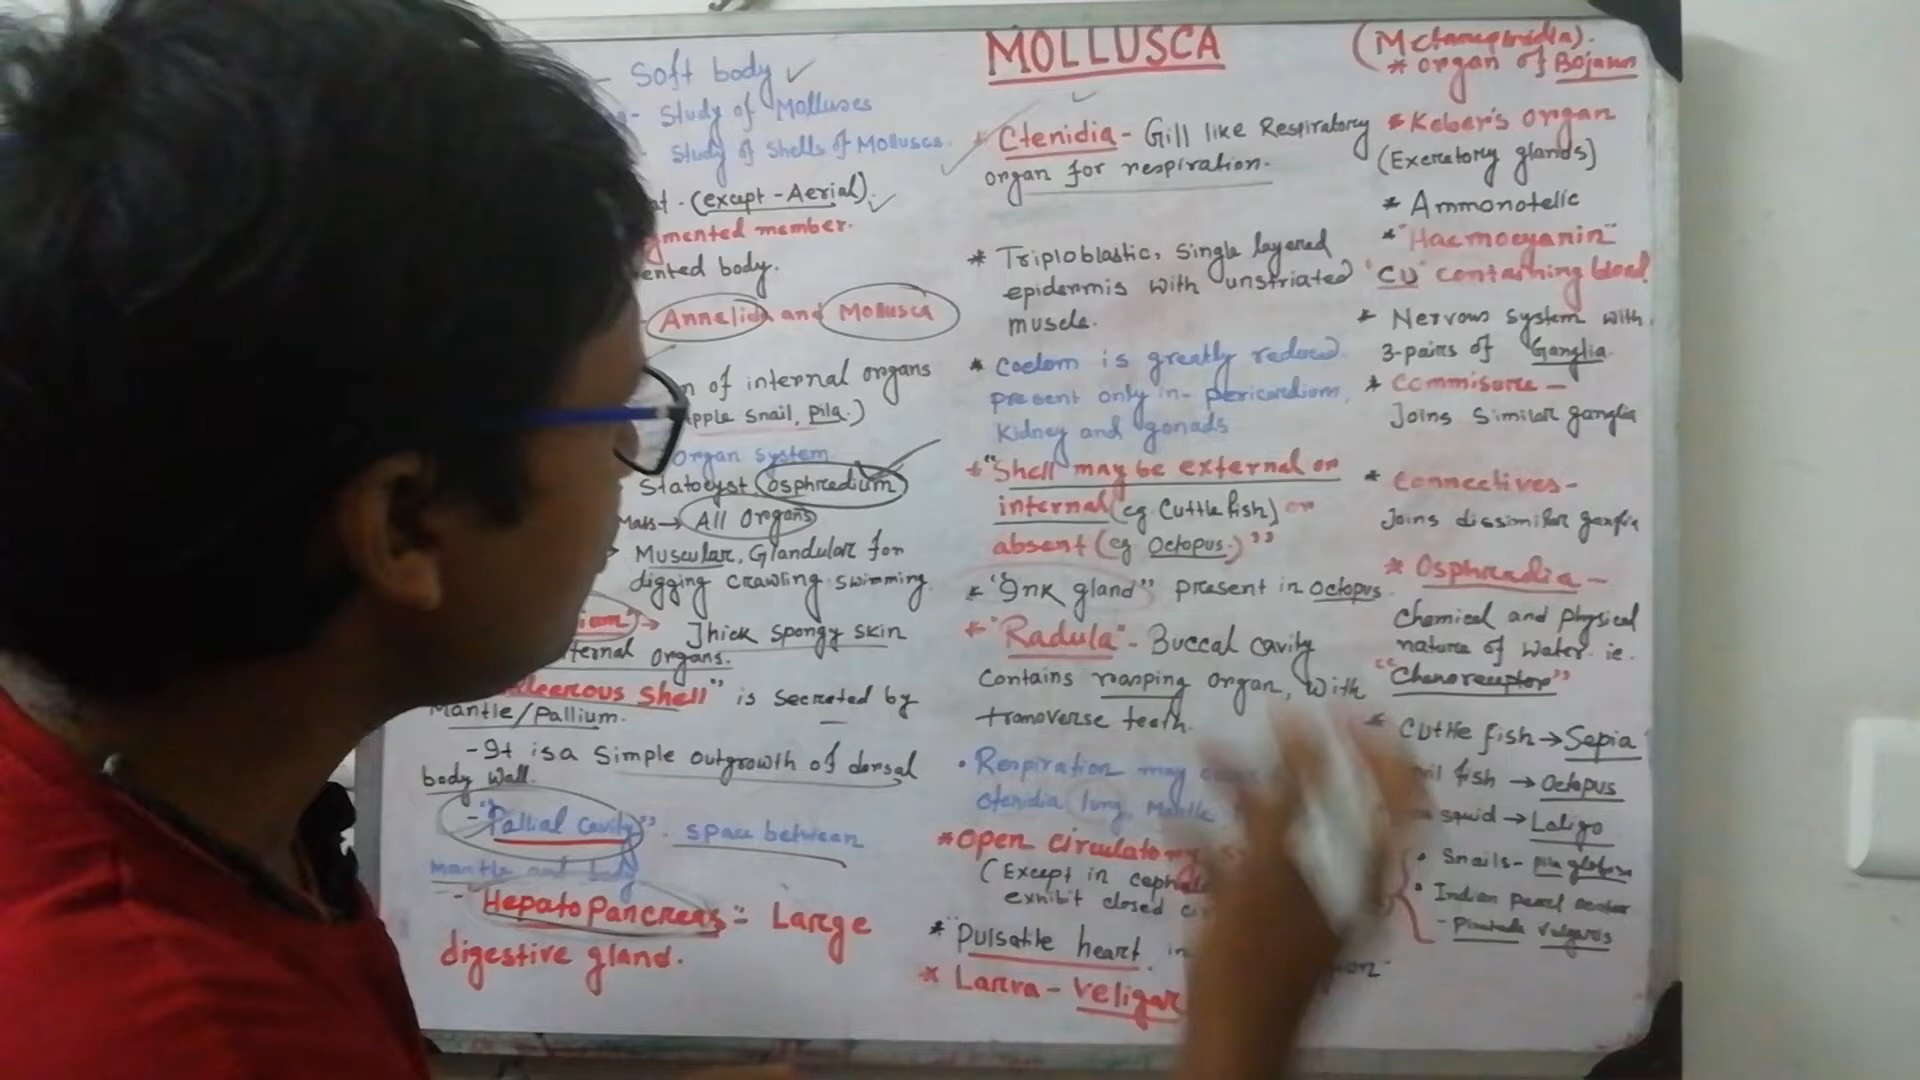 MOLLUSCA
- Soft body
- Study of Molluscs
- Study of Shells of Mollusca.
(except - Aerial).
mented member.
ented body.
Annelida and Mollusca
n of internal organs
pple snail, Pila.)
Organ system
Statocyst, osphredium
Mass → All Organs
Muscular, Glandular for
digging crawling swimming
Thick spongy skin
ternal organs.
Shell" is secreted by
Mantle/Pallium.
- It is a Simple outgrowth of dorsal
body wall.
- "Pallial cavity". space between
mantle and body
- "HepatoPancreas" = Large
digestive gland.
* Ctenidia - Gill like Respiratory
organ for respiration.
* Triploblastic, single layered
epidermis with unstriated
muscle.
* Coelom is greatly reduced
present only in - pericardium,
Kidney and gonads
* "Shell may be external or
internal (eg Cuttle fish) or
absent (eg Octopus.)"
* "Ink gland" present in Octopus.
* "Radula" - Buccal cavity
contains rasping organ, with
transverse teeth.
• Respiration may
ctenidia, lung, Mantle
* Open circulatory
(Except in
exhibit closed
* Pulsatile heart in
* Larva - veligar
(Metanephridia).
* organ of Bojanus
* Keber's organ
(Excretory glands)
* Ammonotelic
* "Haemocyanin"
"CU" containing blood
* Nervous system with
3-pairs of Ganglia.
* Commisure -
Joins similar ganglia
* Connectives -
Joins dissimilar ganglia
* Osphradia -
Chemical and physical
nature of water. ie.
"Chemoreceptor"
* Cuttle fish → Sepia
il fish → Octopus
squid → Loligo
• Snails - pila globosa
• Indian pearl
- Pinctada vulgaris